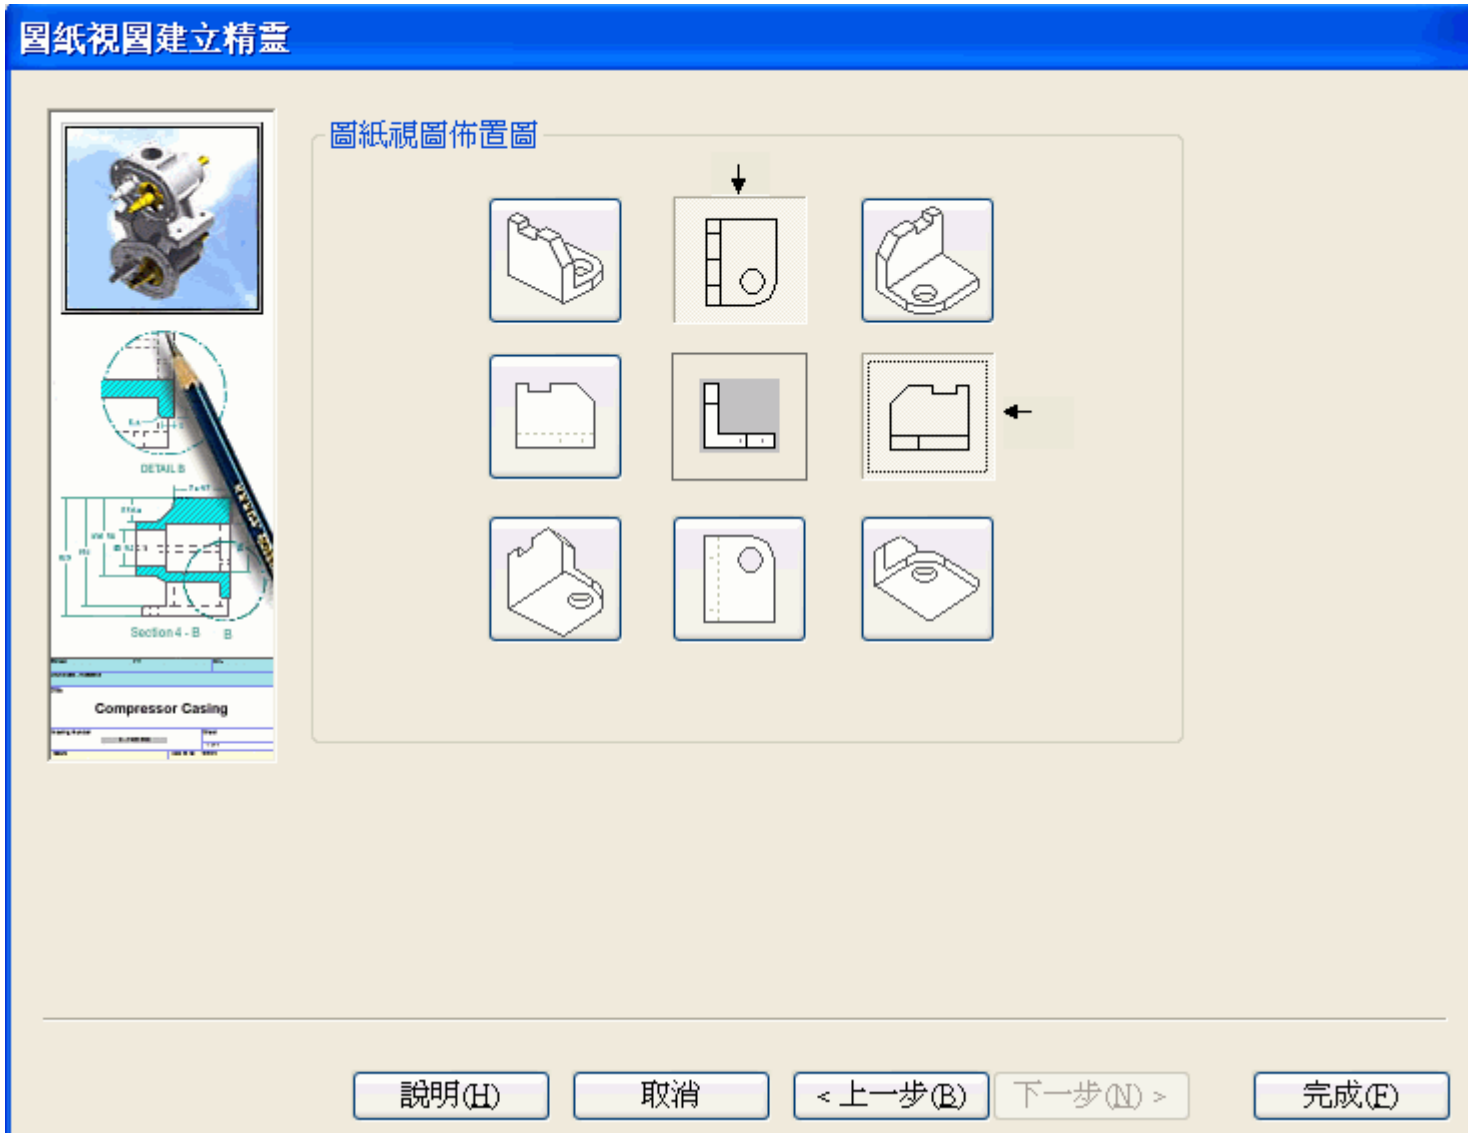 圖紙視圖建立精靈
圖紙視圖佈置圖
DETAIL B
Section 4 - B
B
Compressor Casing
說明(H)
取消
< 上一步(B)
下一步(N) >
完成(F)